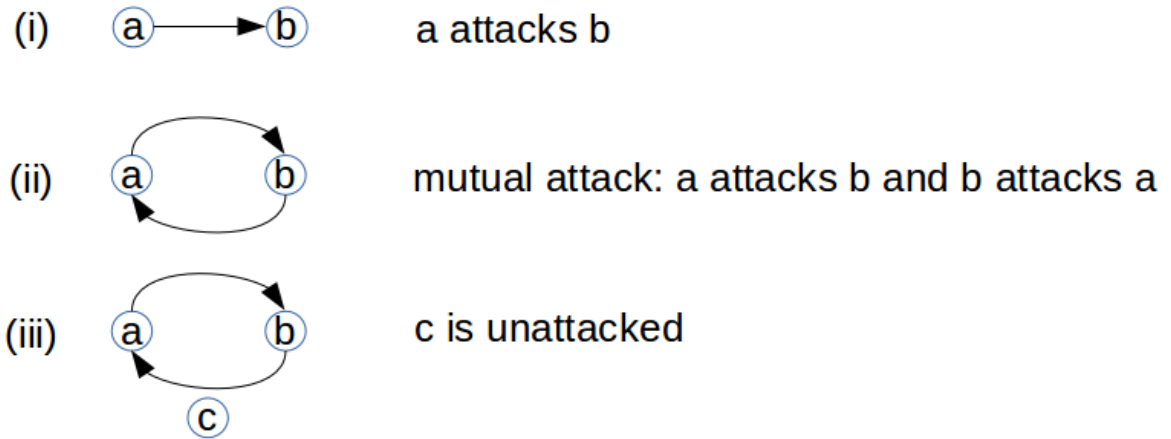 (i) a b a attacks b
(ii) a b mutual attack: a attacks b and b attacks a
(iii) a b c is unattacked
c